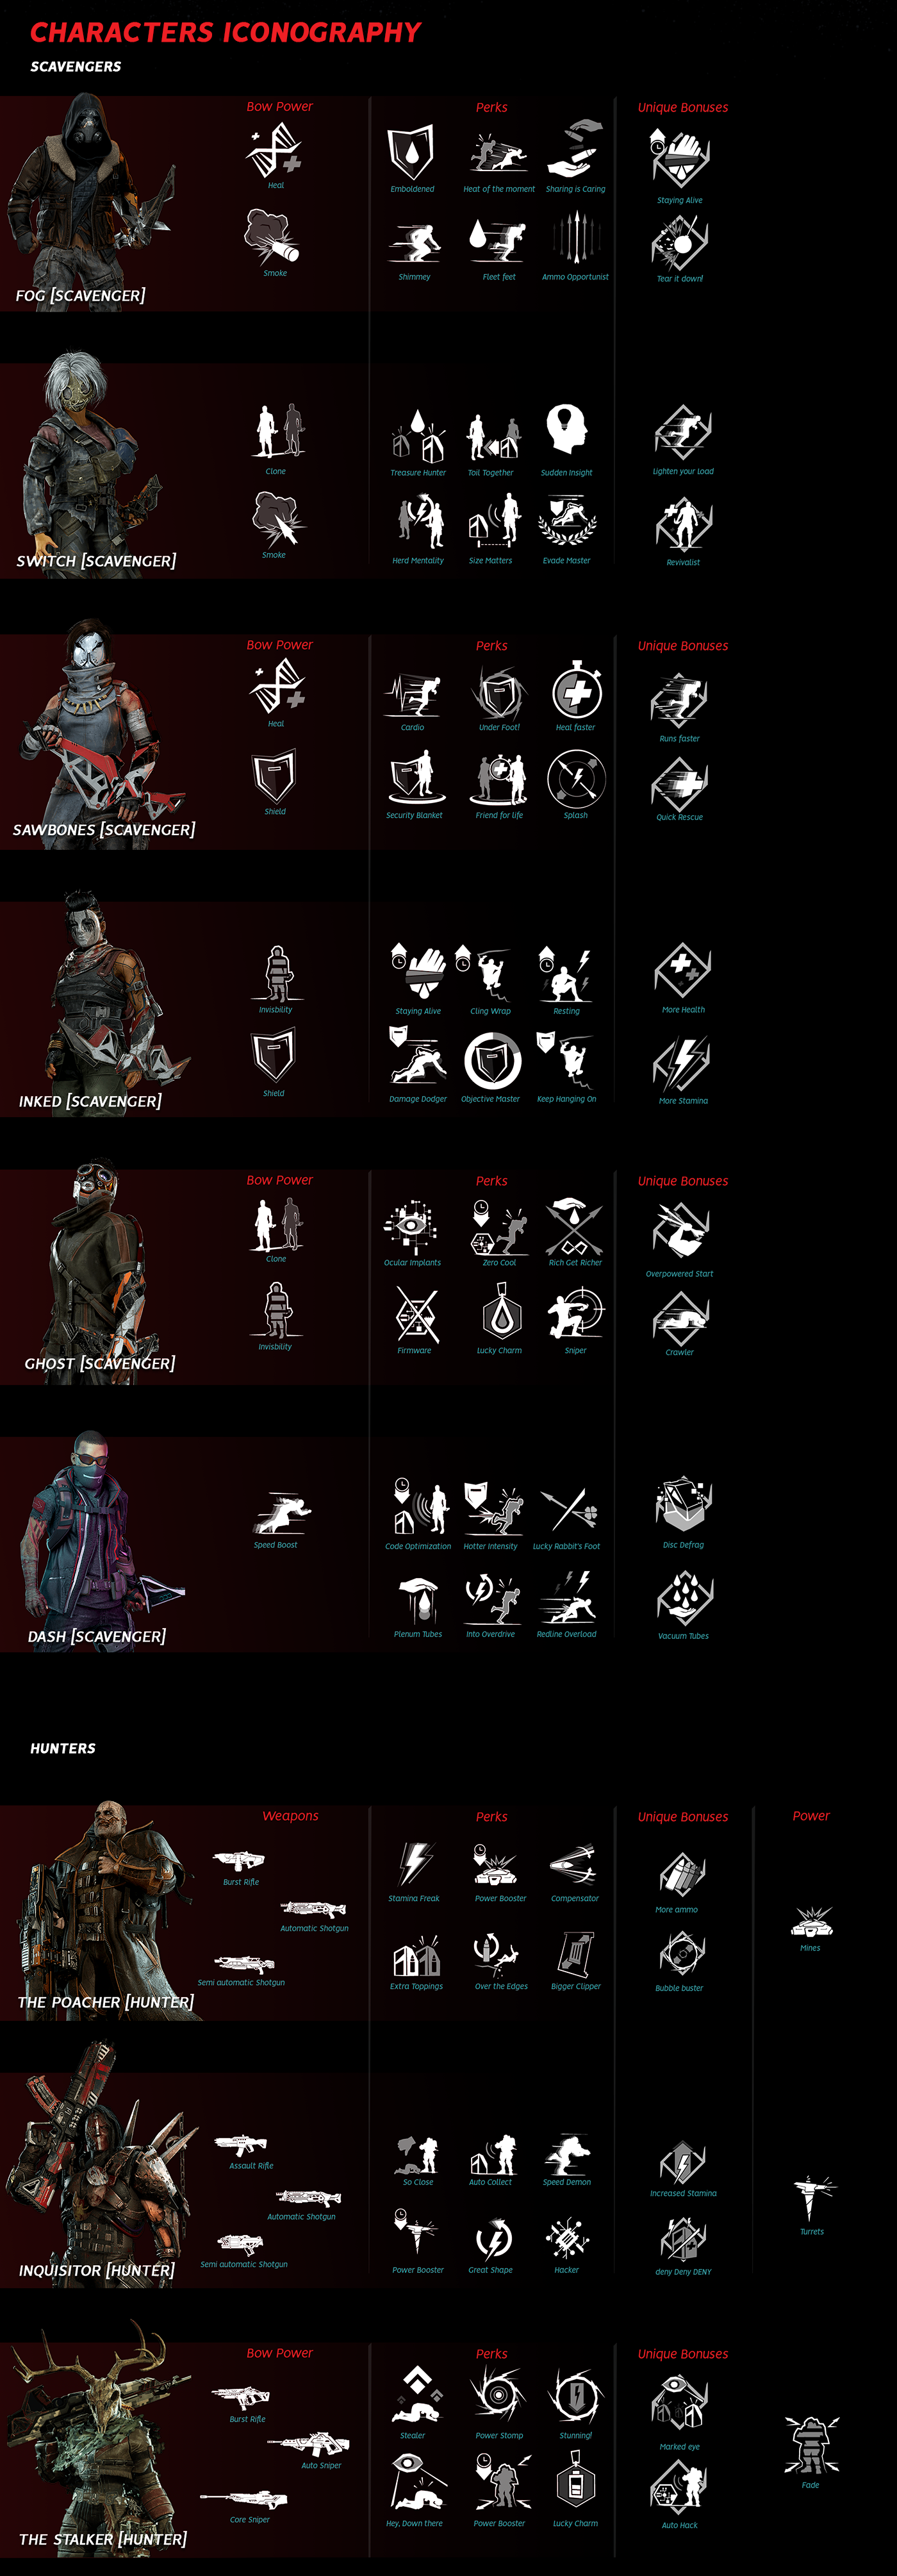 CHARACTERS ICONOGRAPHY
SCAVENGERS
Bow Power
Perks
Unique Bonuses
Heal
Emboldened
Heat of the moment
Sharing is Caring
Staying Alive
Smoke
Shimmey
Fleet feet
Ammo Opportunist
Tear it down!
FOG [SCAVENGER]
Clone
Treasure Hunter
Toil Together
Sudden Insight
Lighten your Load
Smoke
Herd Mentality
Size Matters
Evade Master
Revivalist
SWITCH [SCAVENGER]
Bow Power
Perks
Unique Bonuses
Heal
Cardio
Under Foot!
Heal faster
Runs faster
Shield
Security Blanket
Friend for life
Splash
Quick Rescue
SAWBONES [SCAVENGER]
Invisbility
Staying Alive
Cling Wrap
Resting
More Health
Shield
Damage Dodger
Objective Master
Keep Hanging On
More Stamina
INKED [SCAVENGER]
Bow Power
Perks
Unique Bonuses
Clone
Ocular Implants
Zero Cool
Rich Get Richer
Overpowered Start
Invisbility
Firmware
Lucky Charm
Sniper
Crawler
GHOST [SCAVENGER]
Speed Boost
Code Optimization
Hotter Intensity
Lucky Rabbit's Foot
Disc Defrag
Plenum Tubes
Into Overdrive
Redline Overload
Vacuum Tubes
DASH [SCAVENGER]
HUNTERS
Weapons
Perks
Unique Bonuses
Power
Burst Rifle
Stamina Freak
Power Booster
Compensator
More ammo
Automatic Shotgun
Mines
Semi automatic Shotgun
Extra Toppings
Over the Edges
Bigger Clipper
Bubble buster
THE POACHER [HUNTER]
Assault Rifle
So Close
Auto Collect
Speed Demon
Increased Stamina
Automatic Shotgun
Turrets
Semi automatic Shotgun
Power Booster
Great Shape
Hacker
deny Deny DENY
INQUISITOR [HUNTER]
Bow Power
Perks
Unique Bonuses
Burst Rifle
Stealer
Power Stomp
Stunning!
Marked eye
Auto Sniper
Fade
Core Sniper
Hey, Down there
Power Booster
Lucky Charm
Auto Hack
THE STALKER [HUNTER]